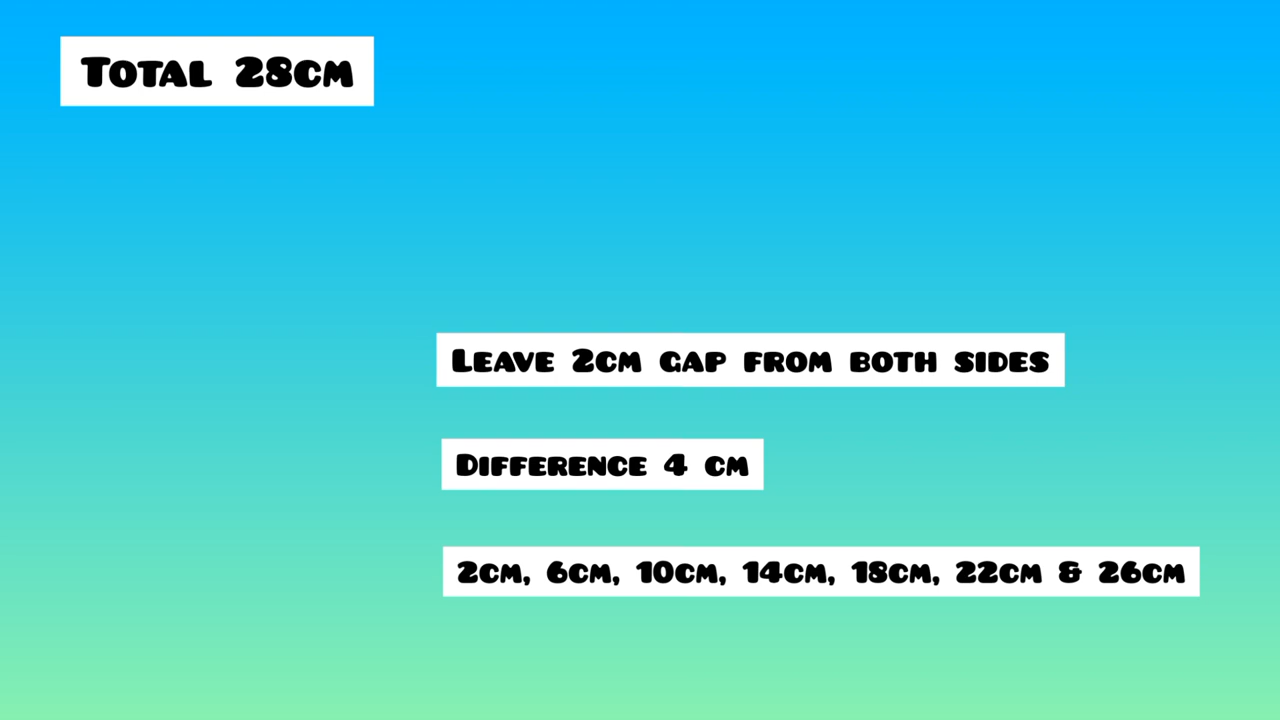 Total 28cm
Leave 2cm gap from both sides
Difference 4 cm
2cm, 6cm, 10cm, 14cm, 18cm, 22cm & 26cm